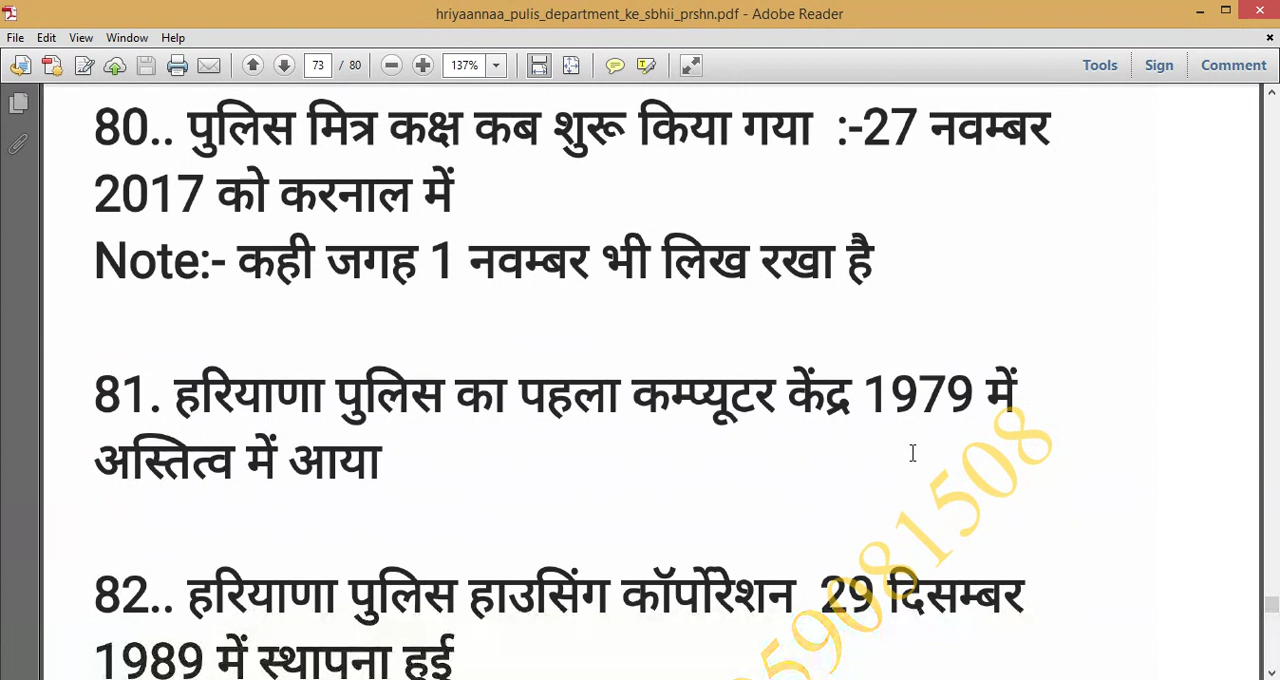 hriyaannaa_pulis_department_ke_sbhii_prshn.pdf - Adobe Reader
File Edit View Window Help
73 / 80 137% Tools Sign Comment
80.. पुलिस मित्र कक्ष कब शुरू किया गया :-27 नवम्बर
2017 को करनाल में
Note:- कही जगह 1 नवम्बर भी लिख रखा है
81. हरियाणा पुलिस का पहला कम्प्यूटर केंद्र 1979 में
अस्तित्व में आया
82.. हरियाणा पुलिस हाउसिंग कॉर्पोरेशन 29 दिसम्बर
1989 में स्थापना हुई
59081508